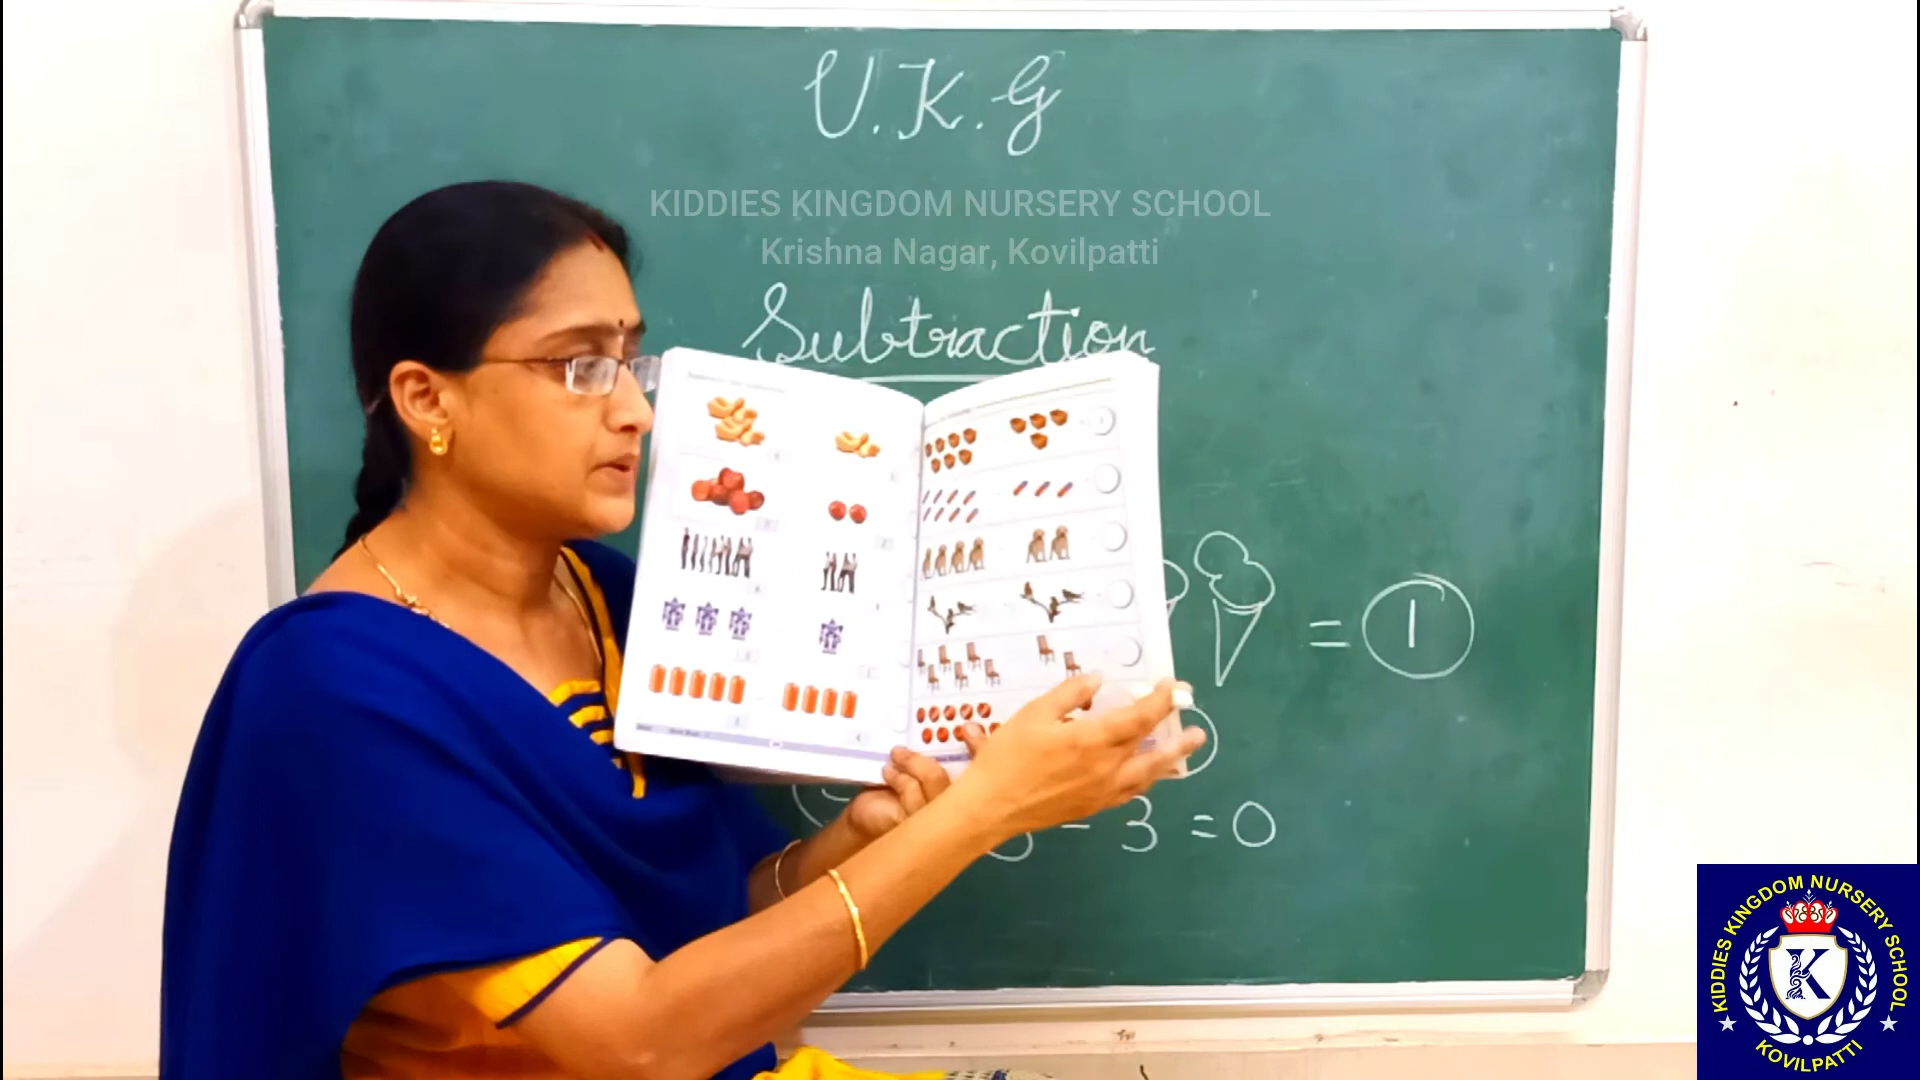 U.K.G
KIDDIES KINGDOM NURSERY SCHOOL
Krishna Nagar, Kovilpatti
Subtraction
= 1
- 3 = 0
KIDDIES KINGDOM NURSERY SCHOOL
K
KOVILPATTI